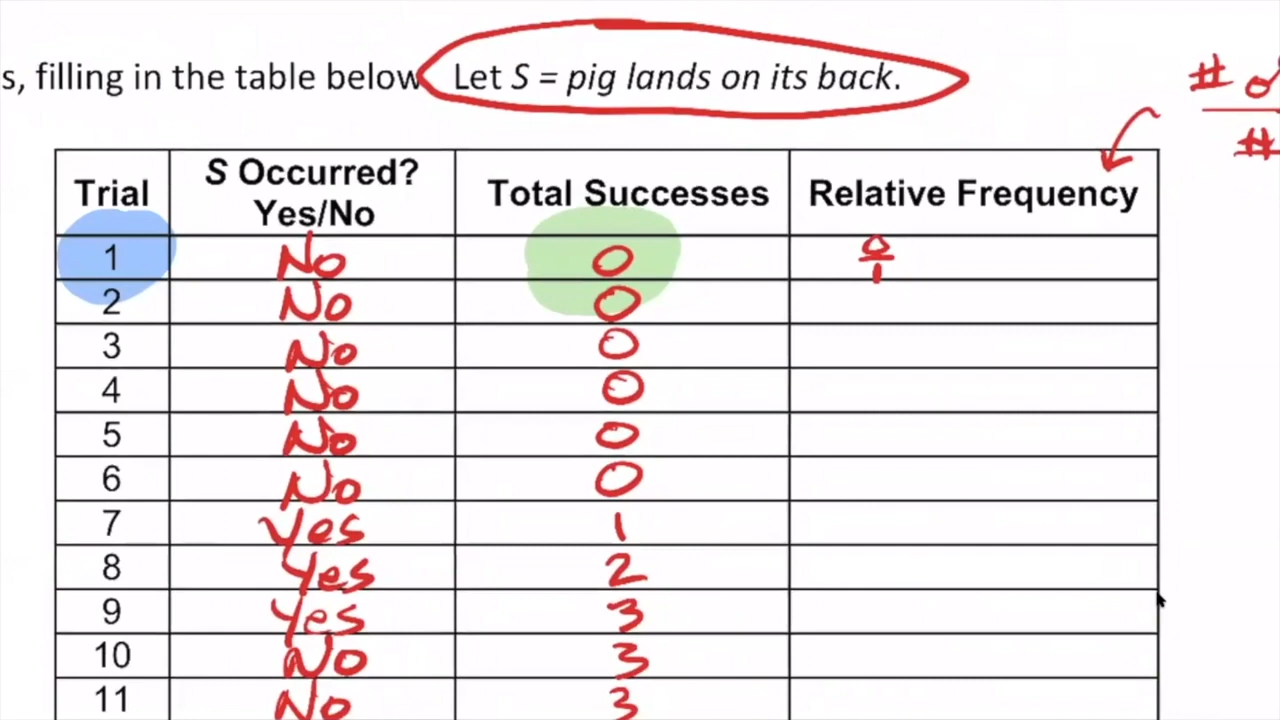 s, filling in the table below Let S = pig lands on its back.
#
#
Trial S Occurred? Yes/No Total Successes Relative Frequency
1 No 0 0/1
2 No 0
3 No 0
4 No 0
5 No 0
6 No 0
7 Yes 1
8 Yes 2
9 Yes 3
10 No 3
11 No 3